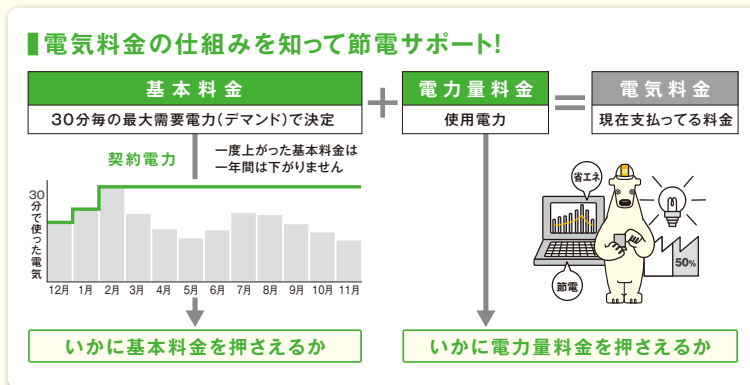 電気料金の仕組みを知って節電サポート!
基本料金
30分毎の最大需要電力(デマンド)で決定
+
電力量料金
使用電力
=
電気料金
現在支払ってる料金
契約電力
一度上がった基本料金は
一年間は下がりません
30分で使った電気
12月 1月 2月 3月 4月 5月 6月 7月 8月 9月 10月 11月
省エネ
節電
50%
いかに基本料金を押さえるか
いかに電力量料金を押さえるか